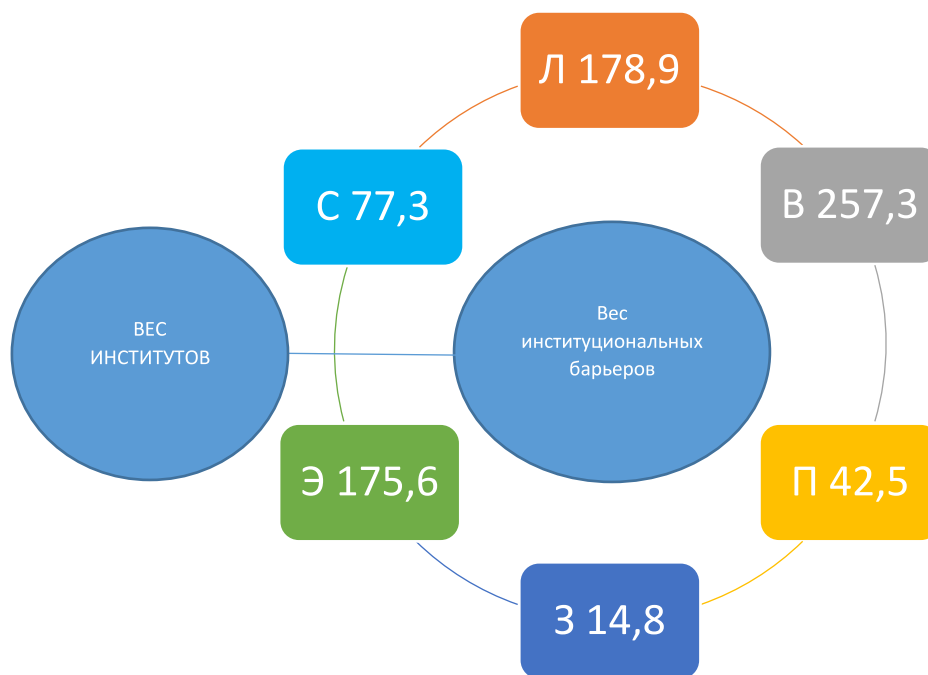 Л 178,9
С 77,3
В 257,3
ВЕС
ИНСТИТУТОВ
Вес
институциональных
барьеров
Э 175,6
П 42,5
З 14,8